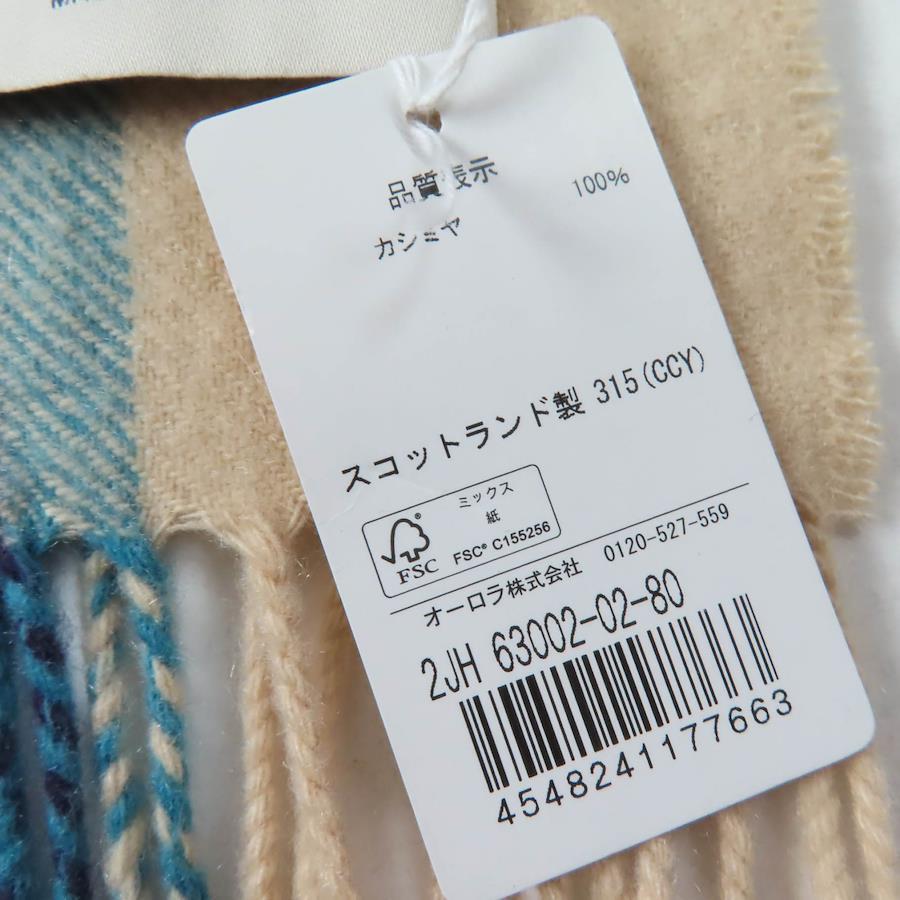 品質表示
カシミヤ 100%
スコットランド製 315(CCY)
ミックス
紙
FSC FSC® C155256
オーロラ株式会社 0120-527-559
2JH 63002-02-80
4548241177663